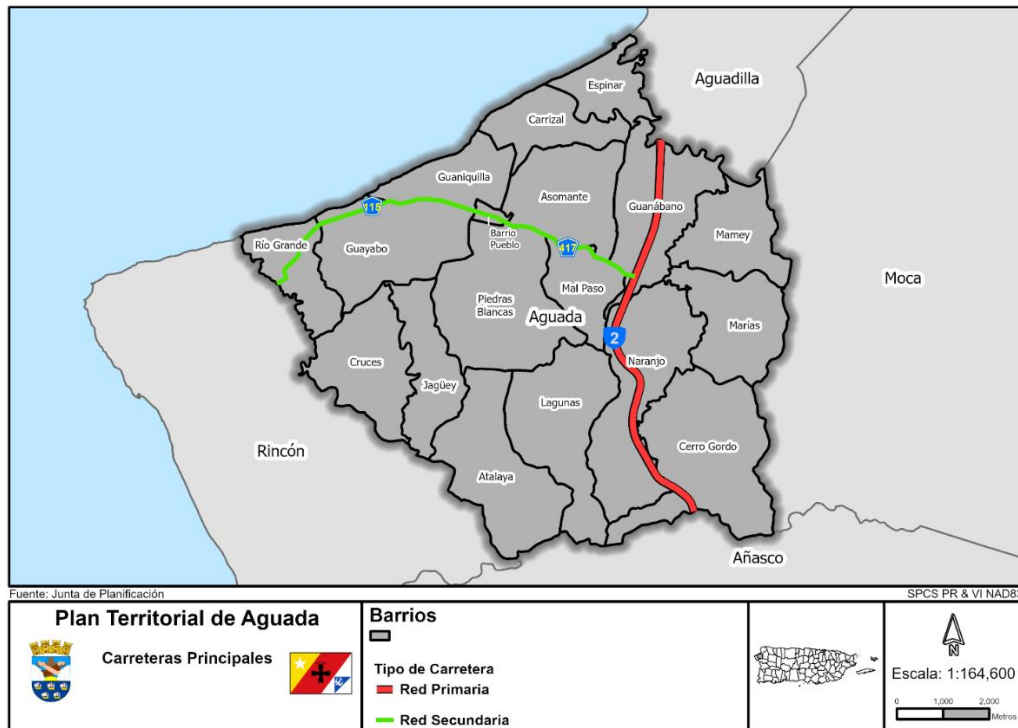 Espinar
Aguadilla
Carrizal
Guaniquilla
Asomante
Guanábano
115
Río Grande
Guayabo
Barrio
Pueblo
417
Mamey
Moca
Mal Paso
Piedras
Blancas
Aguada
Marías
2
Naranjo
Cruces
Jagüey
Lagunas
Rincón
Cerro Gordo
Atalaya
Añasco
Fuente: Junta de Planificación
SPCS PR & VI NAD83
Plan Territorial de Aguada
Carreteras Principales
Barrios
Tipo de Carretera
Red Primaria
Red Secundaria
N
Escala: 1:164,600
0 1,000 2,000
Metros